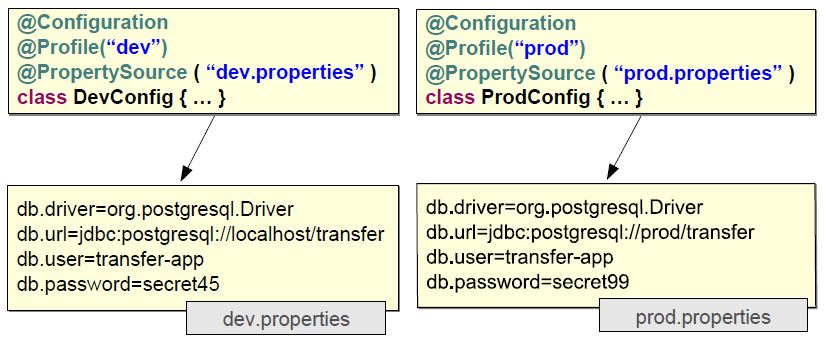 @Configuration
@Profile(“dev”)
@PropertySource ( “dev.properties” )
class DevConfig { … }
db.driver=org.postgresql.Driver
db.url=jdbc:postgresql://localhost/transfer
db.user=transfer-app
db.password=secret45
dev.properties
@Configuration
@Profile(“prod”)
@PropertySource ( “prod.properties” )
class ProdConfig { … }
db.driver=org.postgresql.Driver
db.url=jdbc:postgresql://prod/transfer
db.user=transfer-app
db.password=secret99
prod.properties